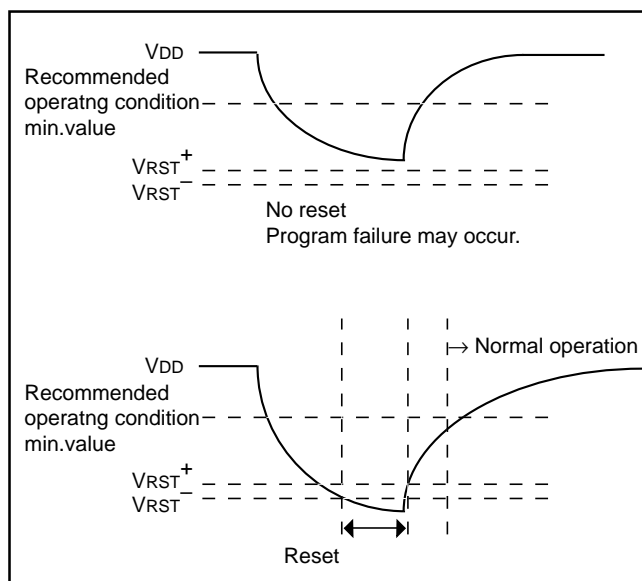 VDD
Recommended
operatng condition
min.value
VRST+
VRST−
No reset
Program failure may occur.
→ Normal operation
VDD
Recommended
operatng condition
min.value
VRST+
VRST−
Reset